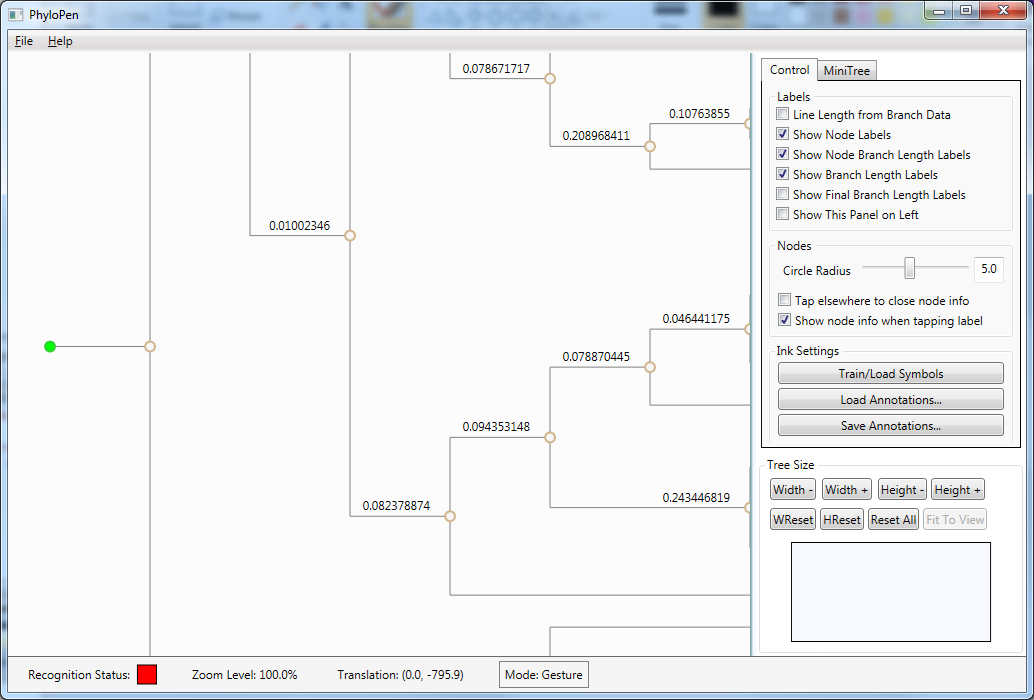 PhyloPen
File Help
0.078671717
0.10763855
0.208968411
0.01002346
0.046441175
0.078870445
0.094353148
0.243446819
0.082378874
Control MiniTree
Labels
Line Length from Branch Data
Show Node Labels
Show Node Branch Length Labels
Show Branch Length Labels
Show Final Branch Length Labels
Show This Panel on Left
Nodes
Circle Radius 5.0
Tap elsewhere to close node info
Show node info when tapping label
Ink Settings
Train/Load Symbols
Load Annotations...
Save Annotations...
Tree Size
Width - Width + Height - Height +
WReset HReset Reset All Fit To View
Recognition Status: Zoom Level: 100.0% Translation: (0.0, -795.9) Mode: Gesture